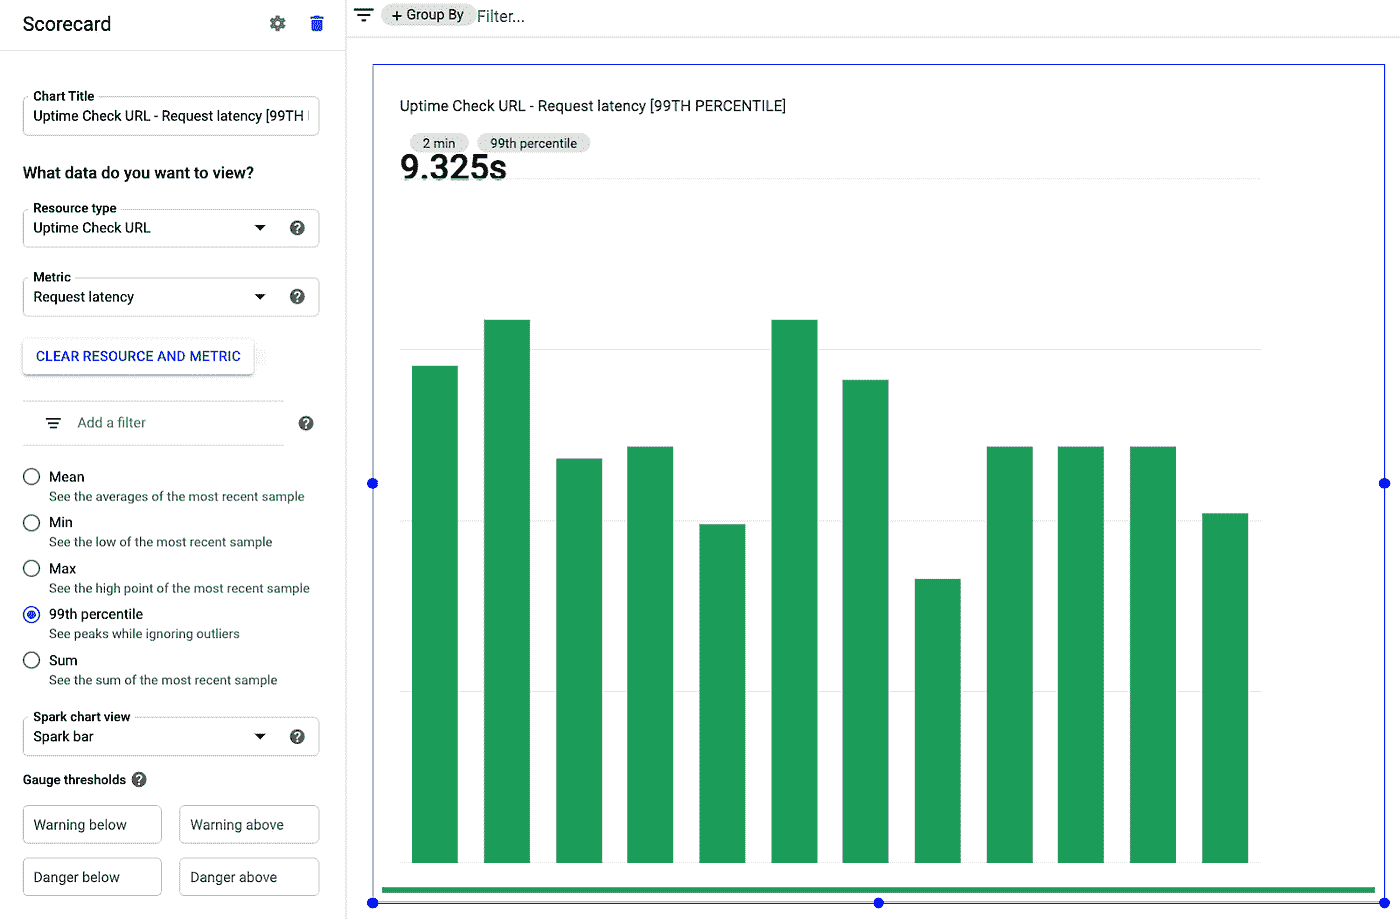 Scorecard
Chart Title
Uptime Check URL - Request latency [99TH
What data do you want to view?
Resource type
Uptime Check URL
Metric
Request latency
CLEAR RESOURCE AND METRIC
Add a filter
Mean
See the averages of the most recent sample
Min
See the low of the most recent sample
Max
See the high point of the most recent sample
99th percentile
See peaks while ignoring outliers
Sum
See the sum of the most recent sample
Spark chart view
Spark bar
Gauge thresholds
Warning below
Warning above
Danger below
Danger above
+ Group By Filter...
Uptime Check URL - Request latency [99TH PERCENTILE]
2 min 99th percentile
9.325s